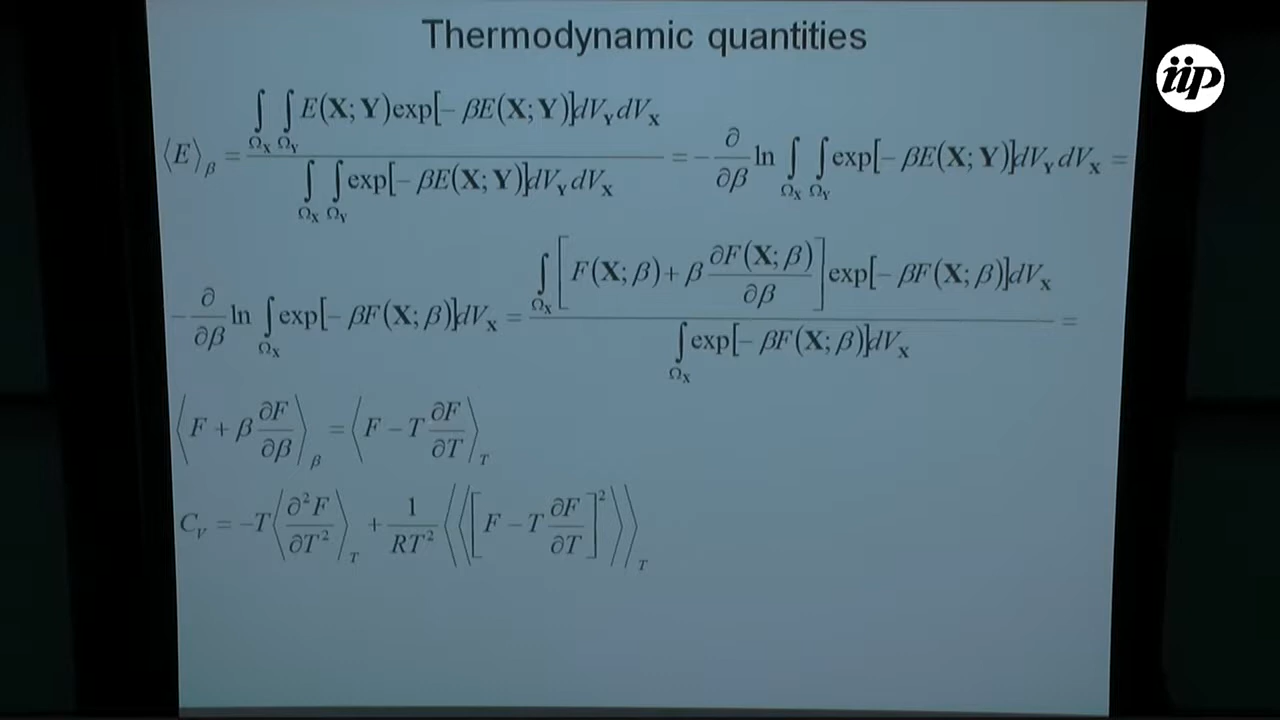 Thermodynamic quantities
iip
⟨E⟩_β = ∫_{Ω_X} ∫_{Ω_Y} E(X; Y)exp[− βE(X; Y)]dV_Y dV_X / ∫_{Ω_X} ∫_{Ω_Y} exp[− βE(X; Y)]dV_Y dV_X = − ∂/∂β ln ∫_{Ω_X} ∫_{Ω_Y} exp[− βE(X; Y)]dV_Y dV_X =
− ∂/∂β ln ∫_{Ω_X} exp[− βF(X; β)]dV_X = ∫_{Ω_X} [F(X; β) + β ∂F(X; β)/∂β] exp[− βF(X; β)]dV_X / ∫_{Ω_X} exp[− βF(X; β)]dV_X =
⟨F + β ∂F/∂β⟩_β = ⟨F − T ∂F/∂T⟩_T
C_V = −T⟨∂²F/∂T²⟩_T + 1/RT² ⟨⟨[F − T ∂F/∂T]²⟩⟩_T